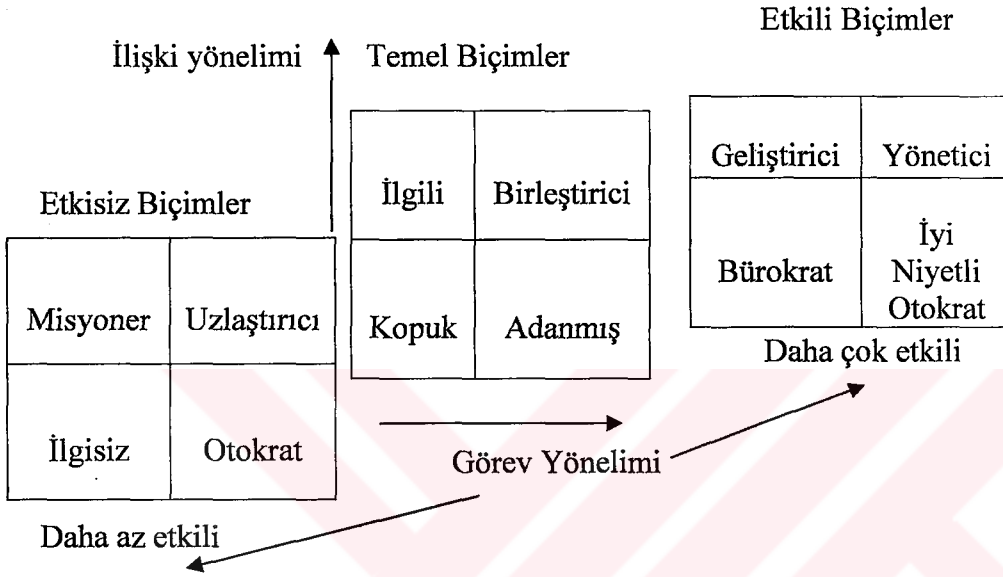 Etkili Biçimler
İlişki yönelimi
Temel Biçimler
Geliştirici
Yönetici
İlgili
Birleştirici
Etkisiz Biçimler
Bürokrat
İyi
Niyetli
Otokrat
Misyoner
Uzlaştırıcı
Kopuk
Adanmış
Daha çok etkili
İlgisiz
Otokrat
Görev Yönelimi
Daha az etkili